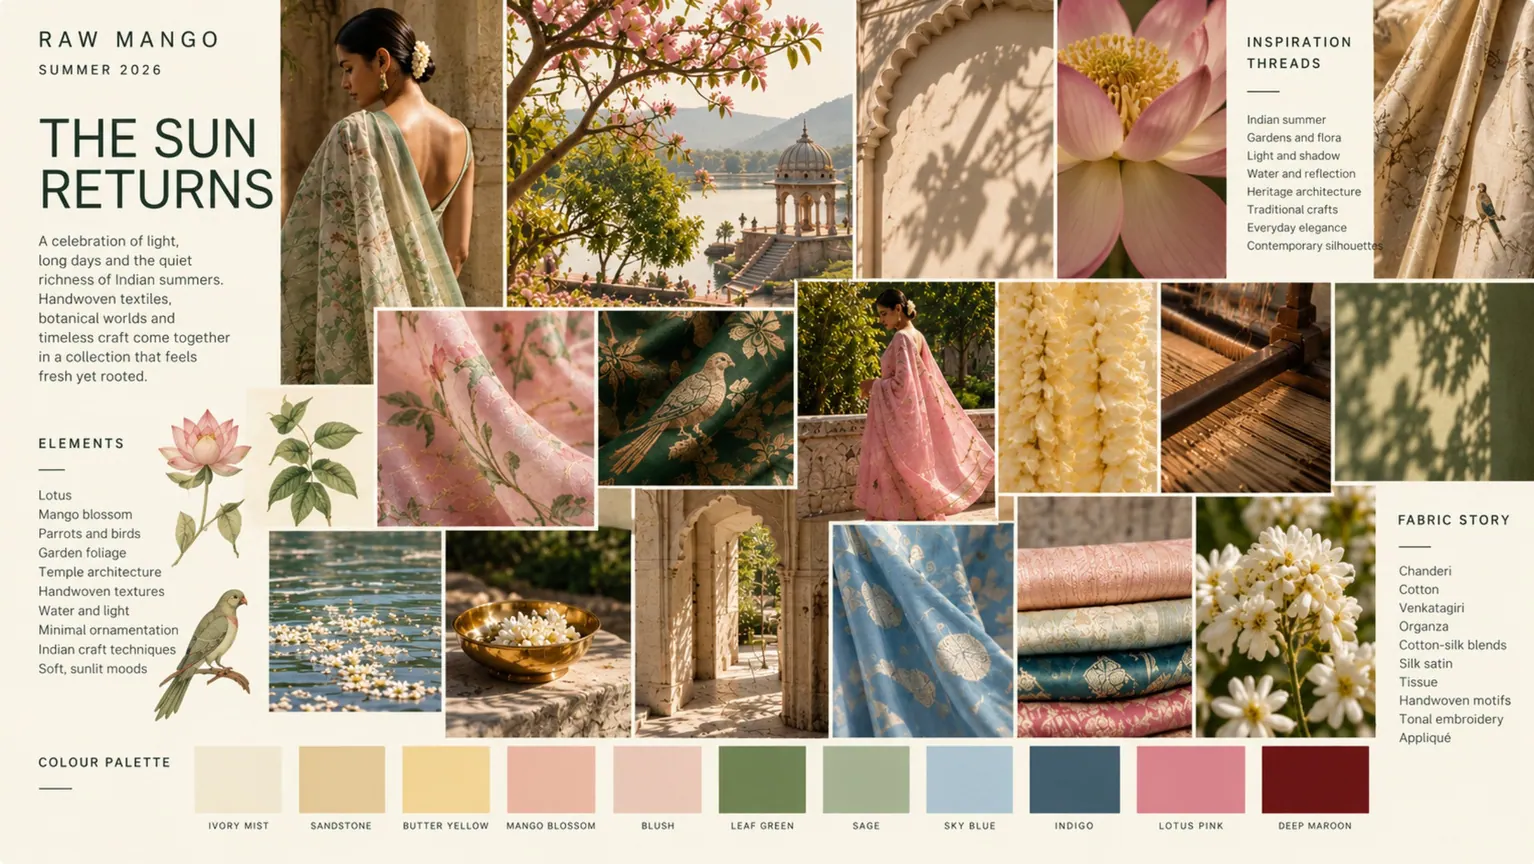 RAW MANGO
SUMMER 2026
THE SUN
RETURNS
A celebration of light,
long days and the quiet
richness of Indian summers.
Handwoven textiles,
botanical worlds and
timeless craft come together
in a collection that feels
fresh yet rooted.
ELEMENTS
Lotus
Mango blossom
Parrots and birds
Garden foliage
Temple architecture
Handwoven textures
Water and light
Minimal ornamentation
Indian craft techniques
Soft, sunlit moods
INSPIRATION
THREADS
Indian summer
Gardens and flora
Light and shadow
Water and reflection
Heritage architecture
Traditional crafts
Everyday elegance
Contemporary silhouettes
FABRIC STORY
Chanderi
Cotton
Venkatagiri
Organza
Cotton-silk blends
Silk satin
Tissue
Handwoven motifs
Tonal embroidery
Appliqué
COLOUR PALETTE
IVORY MIST
SANDSTONE
BUTTER YELLOW
MANGO BLOSSOM
BLUSH
LEAF GREEN
SAGE
SKY BLUE
INDIGO
LOTUS PINK
DEEP MAROON